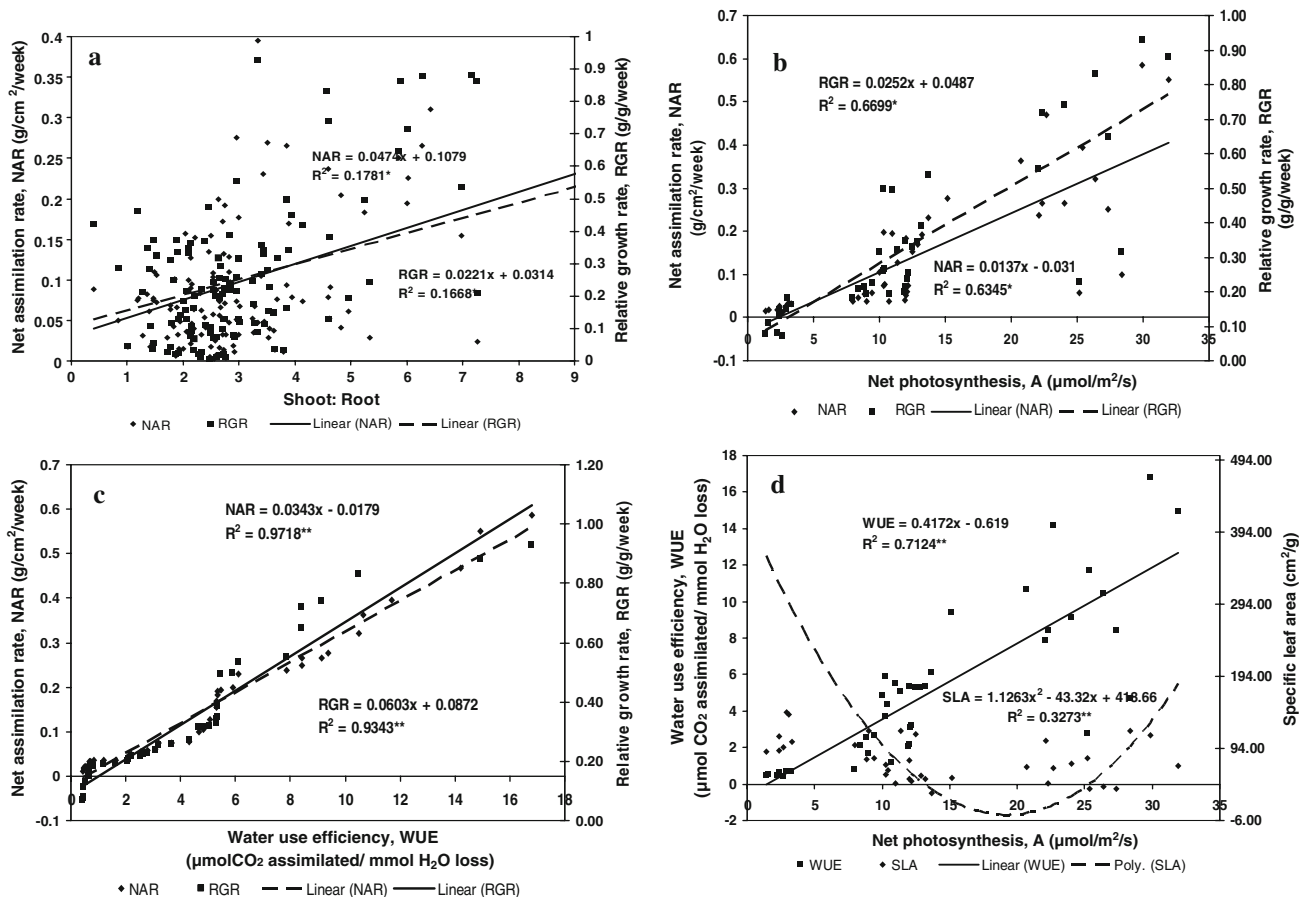 a
Net assimilation rate, NAR (g/cm²/week)
0.4
0.35
0.3
0.25
0.2
0.15
0.1
0.05
0
NAR = 0.0474x + 0.1079
R² = 0.1781*
RGR = 0.0221x + 0.0314
R² = 0.1668*
1
0.9
0.8
0.7
0.6
0.5
0.4
0.3
0.2
0.1
0
Relative growth rate, RGR (g/g/week)
0 1 2 3 4 5 6 7 8 9
Shoot: Root
NAR RGR Linear (NAR) Linear (RGR)
b
Net assimilation rate, NAR
(g/cm²/week)
0.7
0.6
0.5
0.4
0.3
0.2
0.1
0
-0.1
RGR = 0.0252x + 0.0487
R² = 0.6699*
NAR = 0.0137x - 0.031
R² = 0.6345*
1.00
0.90
0.80
0.70
0.60
0.50
0.40
0.30
0.20
0.10
0.00
Relative growth rate, RGR
(g/g/week)
0 5 10 15 20 25 30 35
Net photosynthesis, A (µmol/m²/s)
NAR RGR Linear (NAR) Linear (RGR)
c
Net assimilation rate, NAR (g/cm²/week)
0.7
0.6
0.5
0.4
0.3
0.2
0.1
0
-0.1
NAR = 0.0343x - 0.0179
R² = 0.9718**
RGR = 0.0603x + 0.0872
R² = 0.9343**
1.20
1.00
0.80
0.60
0.40
0.20
0.00
Relative growth rate, RGR (g/g/week)
0 2 4 6 8 10 12 14 16 18
Water use efficiency, WUE
(µmolCO₂ assimilated/ mmol H₂O loss)
NAR RGR Linear (NAR) Linear (RGR)
d
Water use efficiency, WUE
(µmol CO₂ assimilated/ mmol H₂O loss)
18
16
14
12
10
8
6
4
2
0
-2
WUE = 0.4172x - 0.619
R² = 0.7124**
SLA = 1.1263x² - 43.32x + 418.66
R² = 0.3273**
494.00
394.00
294.00
194.00
94.00
-6.00
Specific leaf area (cm²/g)
0 5 10 15 20 25 30 35
Net photosynthesis, A (µmol/m²/s)
WUE SLA Linear (WUE) Poly. (SLA)